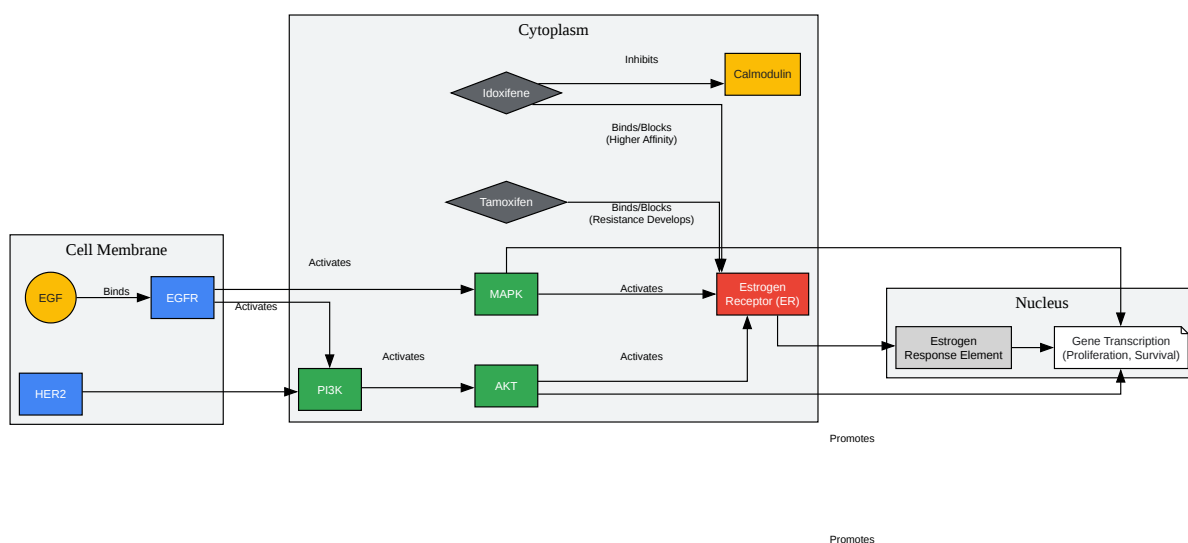 Cytoplasm
Inhibits
Calmodulin
Idoxifene
Binds/Blocks
(Higher Affinity)
Tamoxifen
Binds/Blocks
(Resistance Develops)
Cell Membrane
Activates
EGF
Binds
EGFR
Activates
MAPK
Activates
Estrogen
Receptor (ER)
Nucleus
Estrogen
Response Element
Gene Transcription
(Proliferation, Survival)
HER2
PI3K
Activates
AKT
Activates
Promotes
Promotes